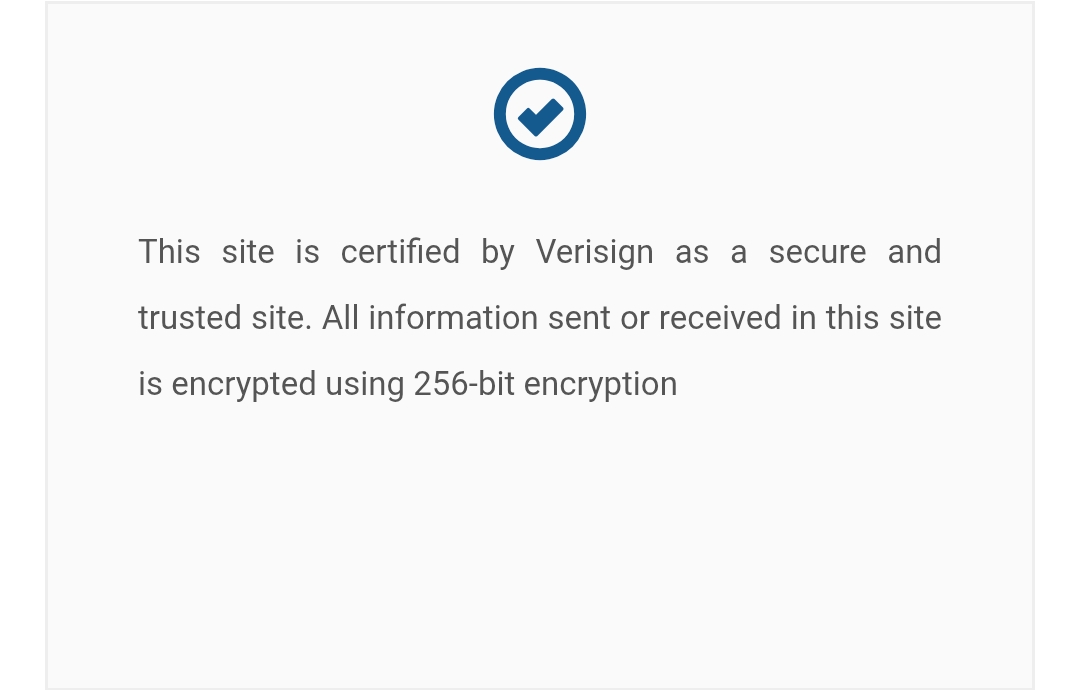 This site is certified by Verisign as a secure and
trusted site. All information sent or received in this site
is encrypted using 256-bit encryption